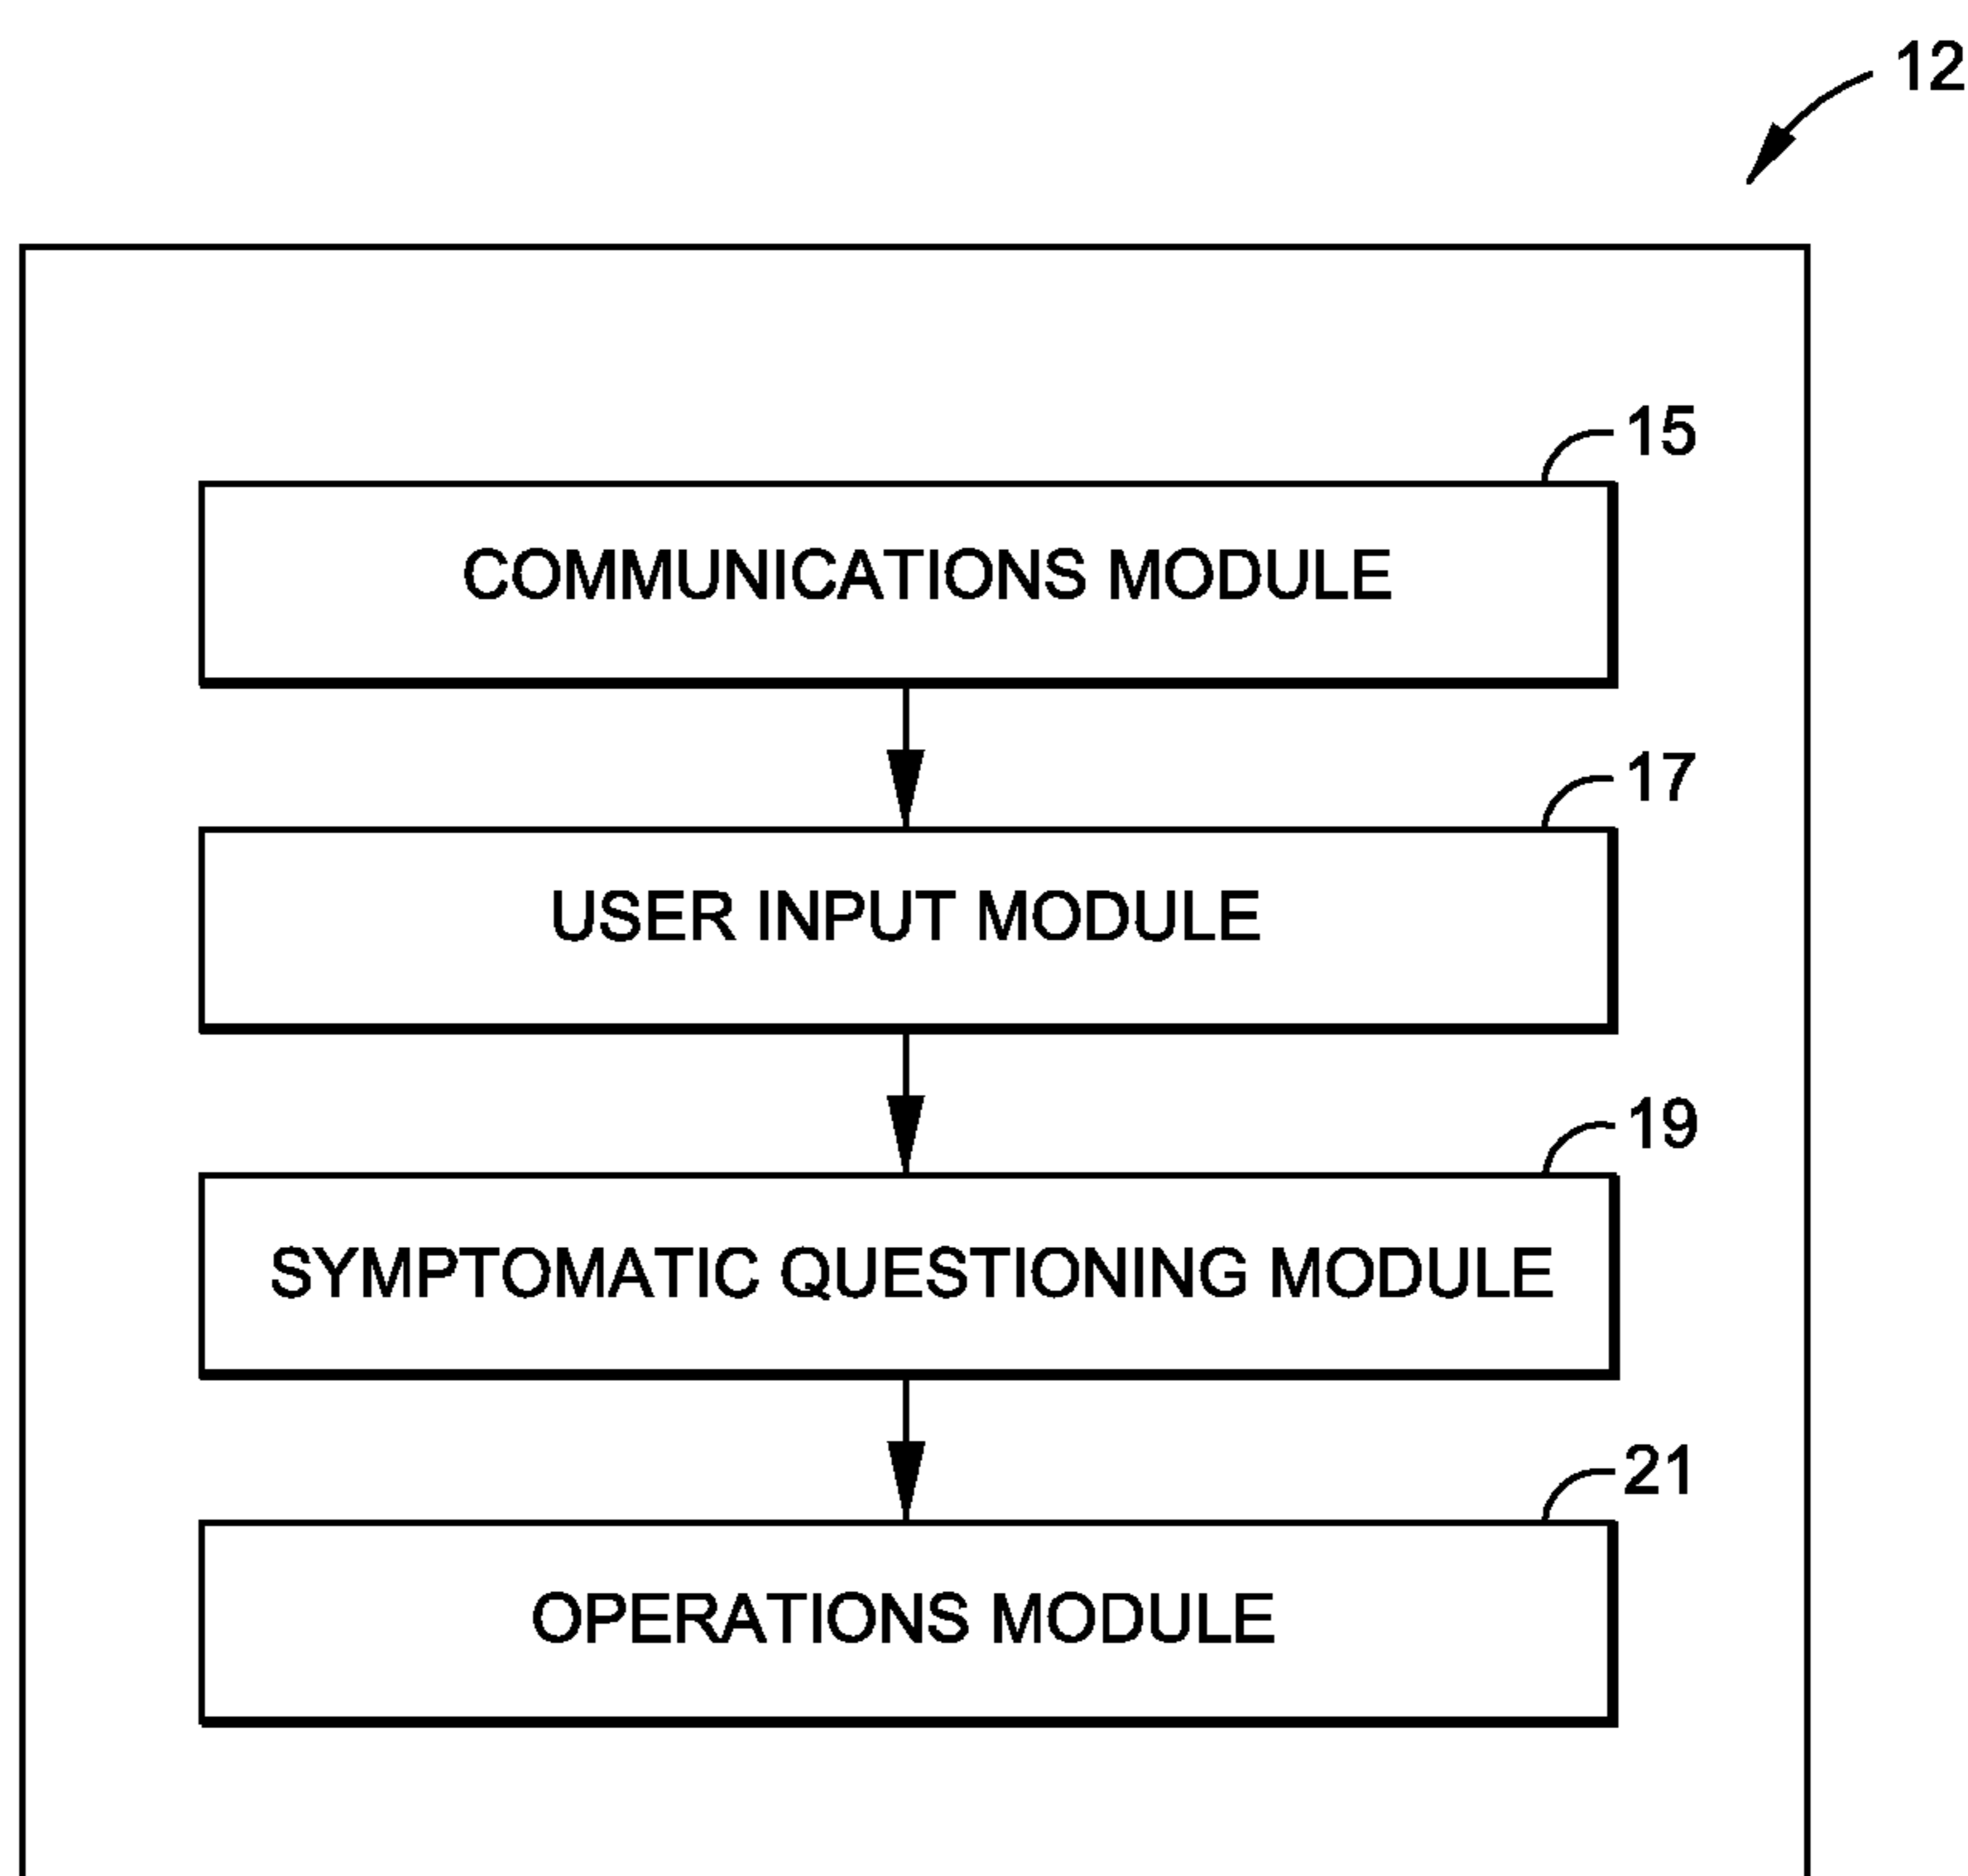 12
15
COMMUNICATIONS MODULE
17
USER INPUT MODULE
19
SYMPTOMATIC QUESTIONING MODULE
21
OPERATIONS MODULE